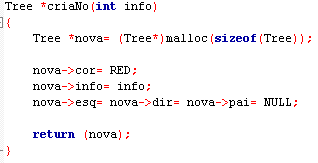 Tree *criaNo(int info)
{
Tree *nova= (Tree*)malloc(sizeof(Tree));
nova->cor= RED;
nova->info= info;
nova->esq= nova->dir= nova->pai= NULL;
return (nova);
}